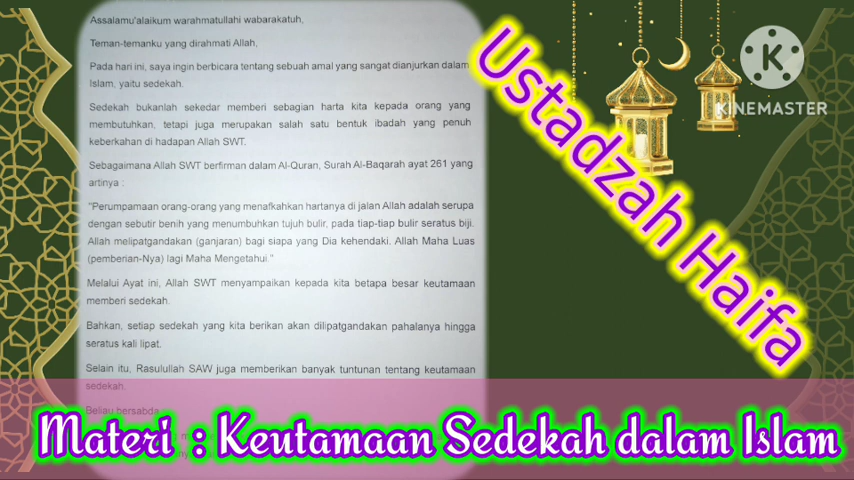 Assalamu'alaikum warahmatullahi wabarakatuh,
Teman-temanku yang dirahmati Allah,
Pada hari ini, saya ingin berbicara tentang sebuah amal yang sangat dianjurkan dalam
Islam, yaitu sedekah.
Sedekah bukanlah sekedar memberi sebagian harta kita kepada orang yang
membutuhkan, tetapi juga merupakan salah satu bentuk ibadah yang penuh
keberkahan di hadapan Allah SWT.
Sebagaimana Allah SWT berfirman dalam Al-Quran, Surah Al-Baqarah ayat 261 yang
artinya :
"Perumpamaan orang-orang yang menafkahkan hartanya di jalan Allah adalah serupa
dengan sebutir benih yang menumbuhkan tujuh bulir, pada tiap-tiap bulir seratus biji.
Allah melipatgandakan (ganjaran) bagi siapa yang Dia kehendaki. Allah Maha Luas
(pemberian-Nya) lagi Maha Mengetahui."
Melalui Ayat ini, Allah SWT menyampaikan kepada kita betapa besar keutamaan
memberi sedekah.
Bahkan, setiap sedekah yang kita berikan akan dilipatgandakan pahalanya hingga
seratus kali lipat.
Selain itu, Rasulullah SAW juga memberikan banyak tuntunan tentang keutamaan
sedekah.
Beliau bersabda
Ustadzah Haifa
KINEMASTER
Materi : Keutamaan Sedekah dalam Islam